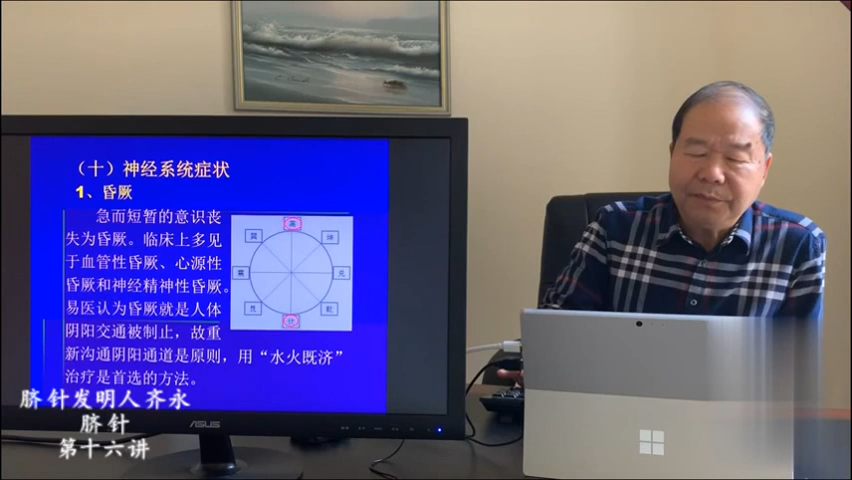 （十）神经系统症状
1、昏厥
急而短暂的意识丧
失为昏厥。临床上多见
于血管性昏厥、心源性
昏厥和神经精神性昏厥。
易医认为昏厥就是人体
阴阳交通被制止，故重
新沟通阴阳通道是原则，用“水火既济”
治疗是首选的方法。
离
巽
坤
震
兑
艮
乾
坎
ASUS
脐针发明人齐永
脐针
第十六讲